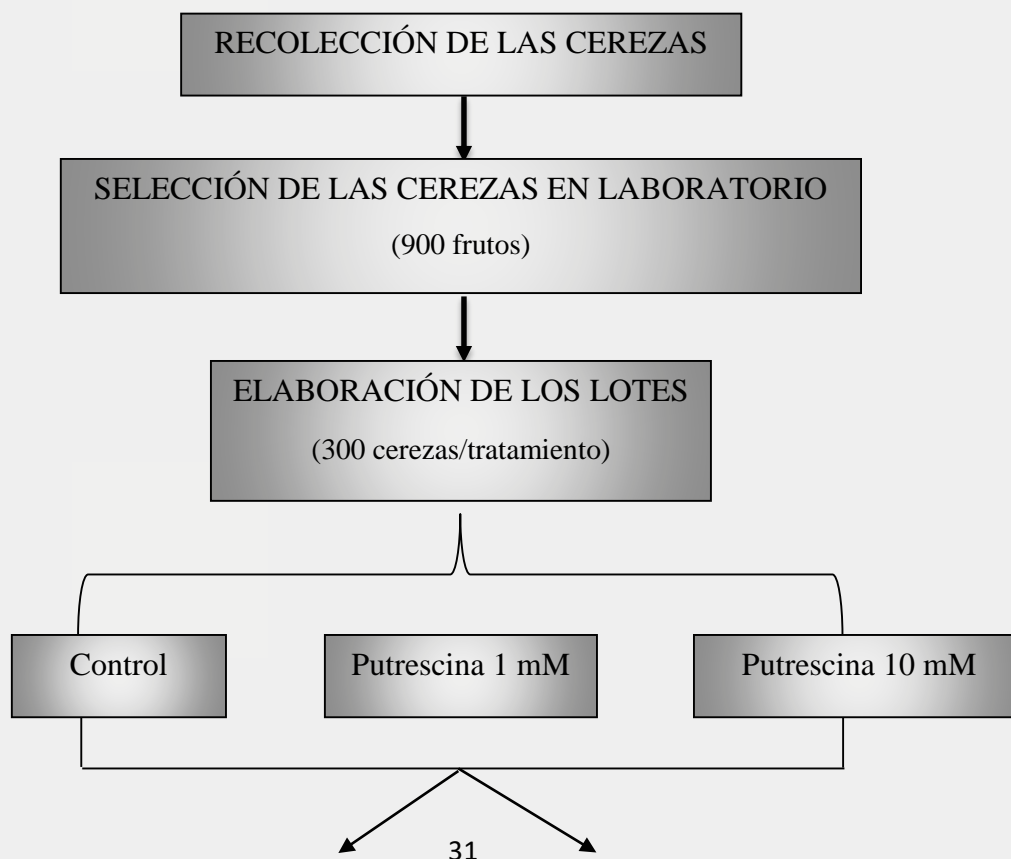 RECOLECCIÓN DE LAS CEREZAS
SELECCIÓN DE LAS CEREZAS EN LABORATORIO
(900 frutos)
ELABORACIÓN DE LOS LOTES
(300 cerezas/tratamiento)
Control
Putrescina 1 mM
Putrescina 10 mM
31